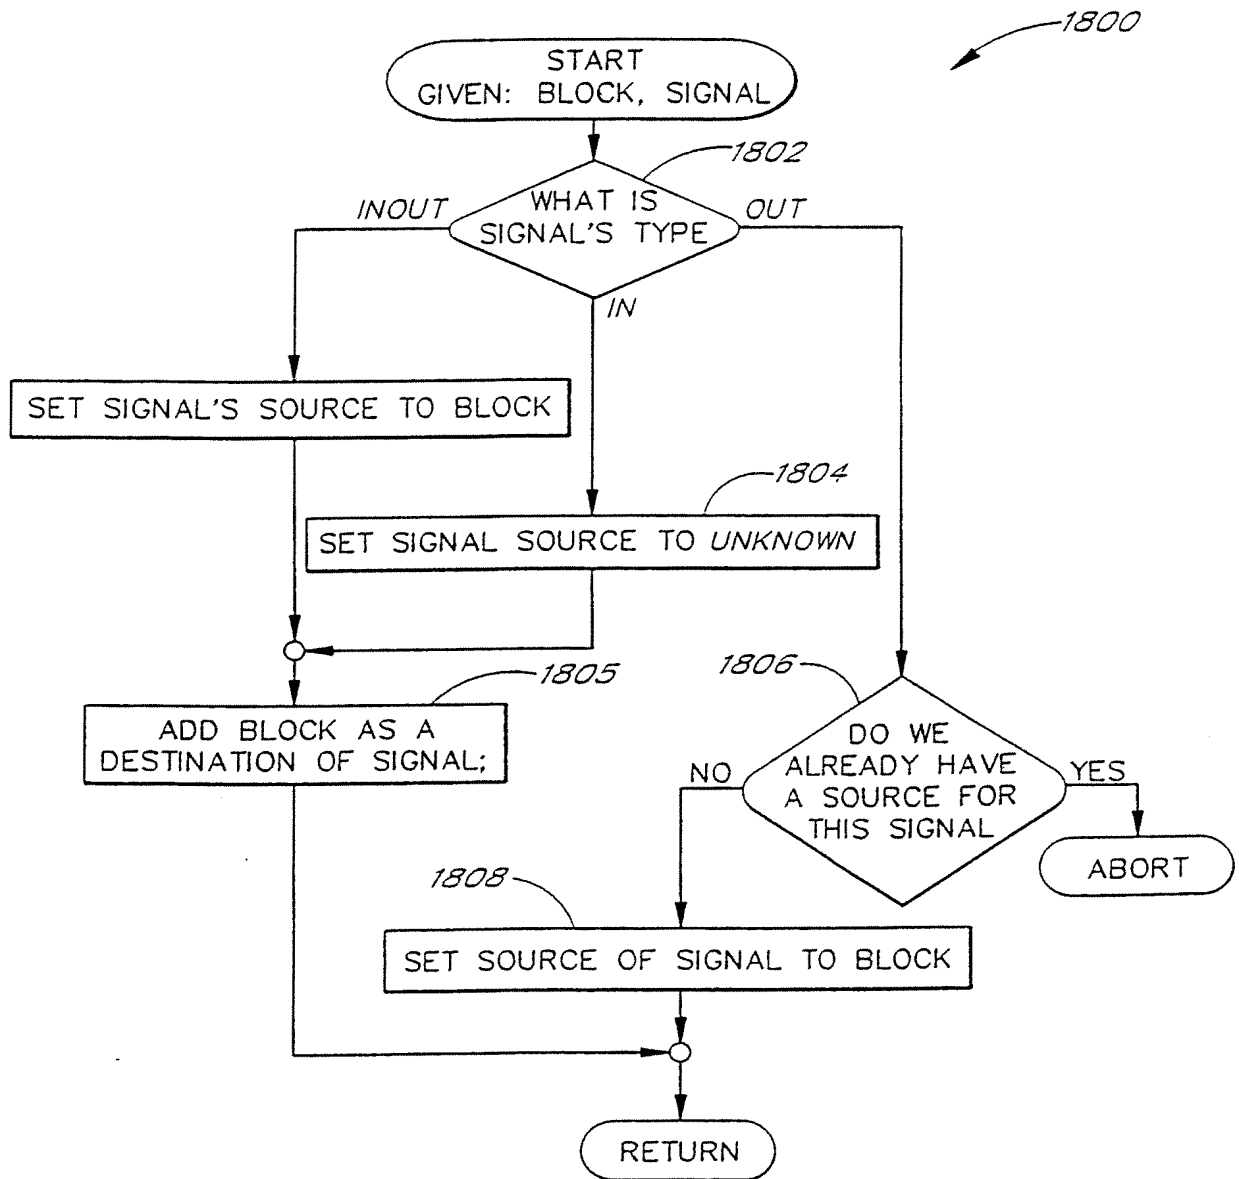 1800
START
GIVEN: BLOCK, SIGNAL
1802
WHAT IS
SIGNAL'S TYPE
INOUT
OUT
IN
SET SIGNAL'S SOURCE TO BLOCK
1804
SET SIGNAL SOURCE TO UNKNOWN
1805
ADD BLOCK AS A
DESTINATION OF SIGNAL;
1806
DO WE
ALREADY HAVE
A SOURCE FOR
THIS SIGNAL
NO
YES
ABORT
1808
SET SOURCE OF SIGNAL TO BLOCK
RETURN